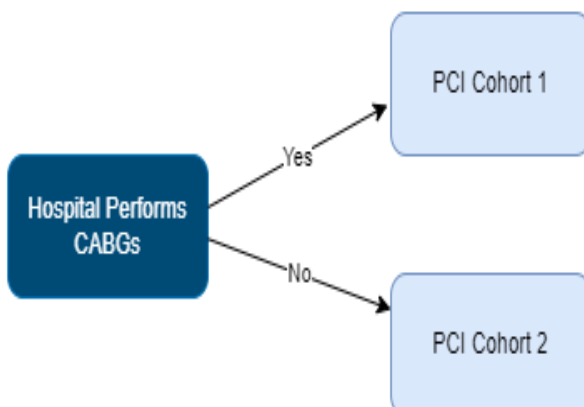 PCI Cohort 1
Yes
Hospital Performs
CABGs
No
PCI Cohort 2